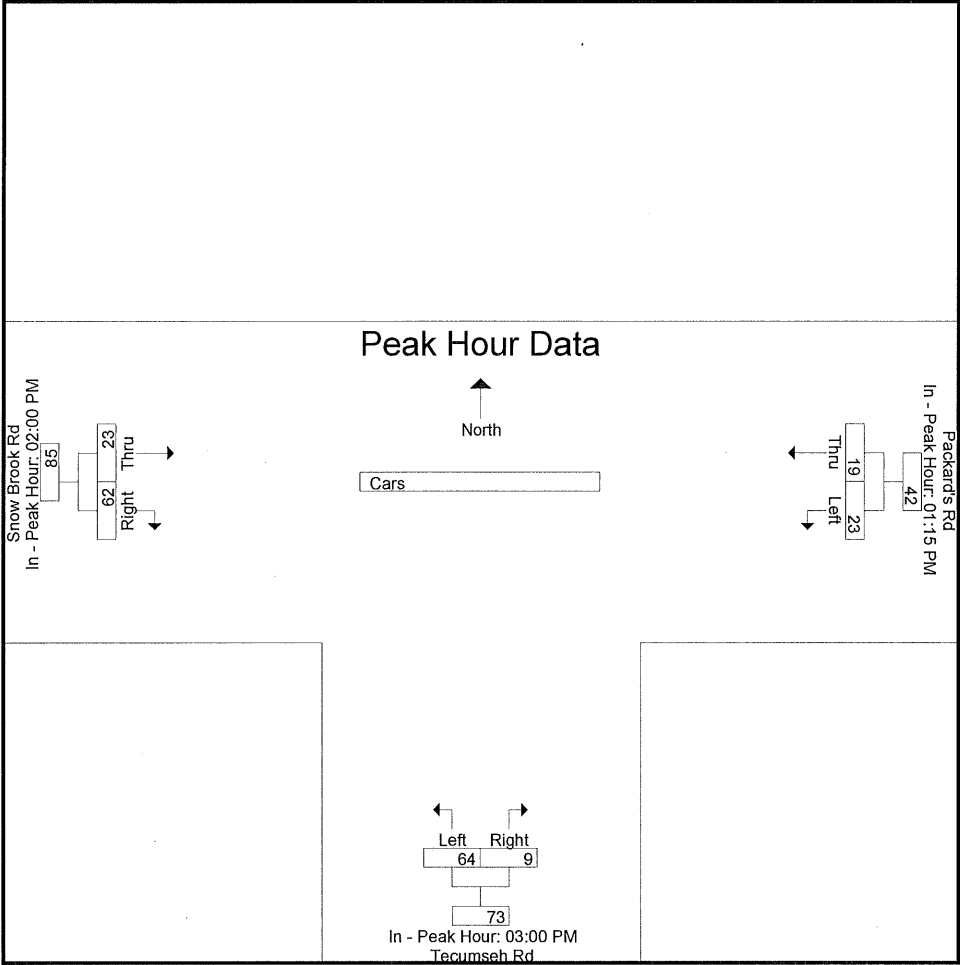 Peak Hour Data
North
Cars
Snow Brook Rd
In - Peak Hour: 02:00 PM
85
23
62
Thru
Right
Packard's Rd
In - Peak Hour: 01:15 PM
42
19
23
Thru
Left
Left
Right
64
9
73
In - Peak Hour: 03:00 PM
Tecumseh Rd